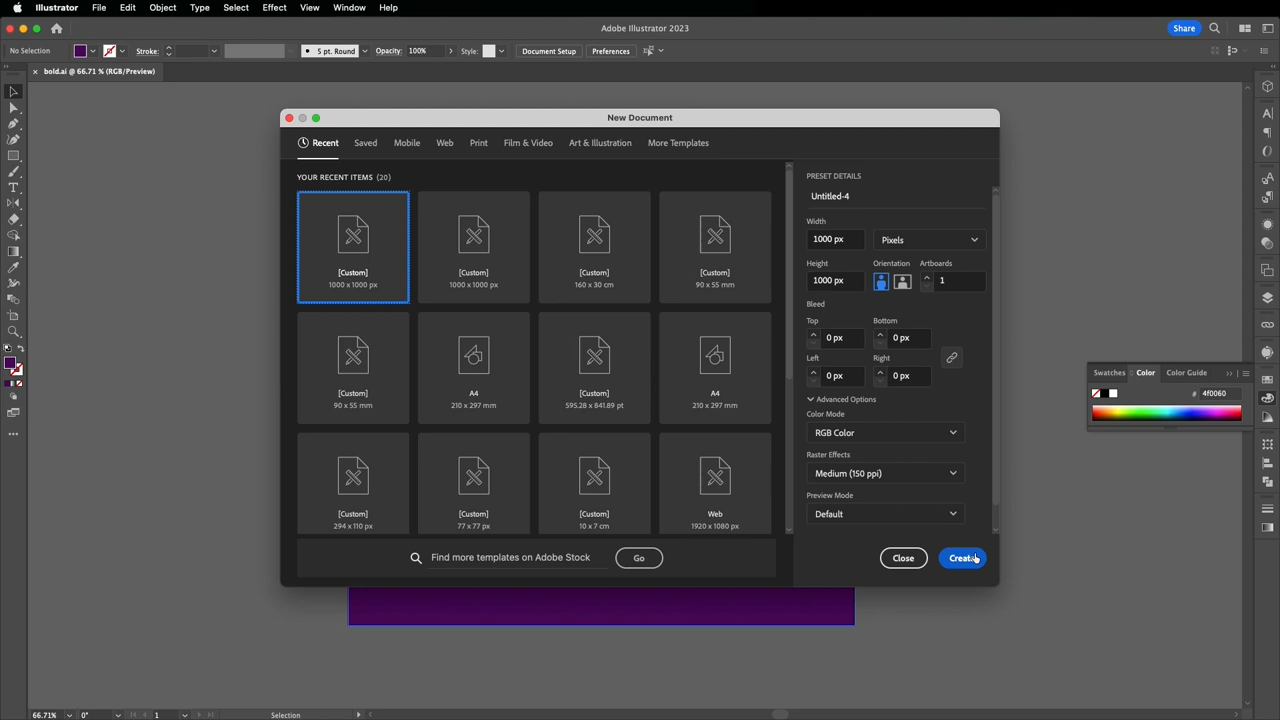 Illustrator File Edit Object Type Select Effect View Window Help
Adobe Illustrator 2023
Share
No Selection
Stroke:
5 pt. Round
Opacity: 100%
Style:
Document Setup
Preferences
bold.ai @ 66.71 % (RGB/Preview)
New Document
Recent Saved Mobile Web Print Film & Video Art & Illustration More Templates
YOUR RECENT ITEMS (20)
[Custom]
1000 x 1000 px
[Custom]
1000 x 1000 px
[Custom]
160 x 30 cm
[Custom]
90 x 55 mm
[Custom]
90 x 55 mm
A4
210 x 297 mm
[Custom]
595.28 x 841.89 pt
A4
210 x 297 mm
[Custom]
294 x 110 px
[Custom]
77 x 77 px
[Custom]
10 x 7 cm
Web
1920 x 1080 px
Find more templates on Adobe Stock
Go
PRESET DETAILS
Untitled-4
Width
1000 px
Pixels
Height Orientation Artboards
1000 px
1
Bleed
Top Bottom
0 px 0 px
Left Right
0 px 0 px
Advanced Options
Color Mode
RGB Color
Raster Effects
Medium (150 ppi)
Preview Mode
Default
Close
Create
Swatches Color Color Guide
# 4f0060
66.71% 0° 1 Selection